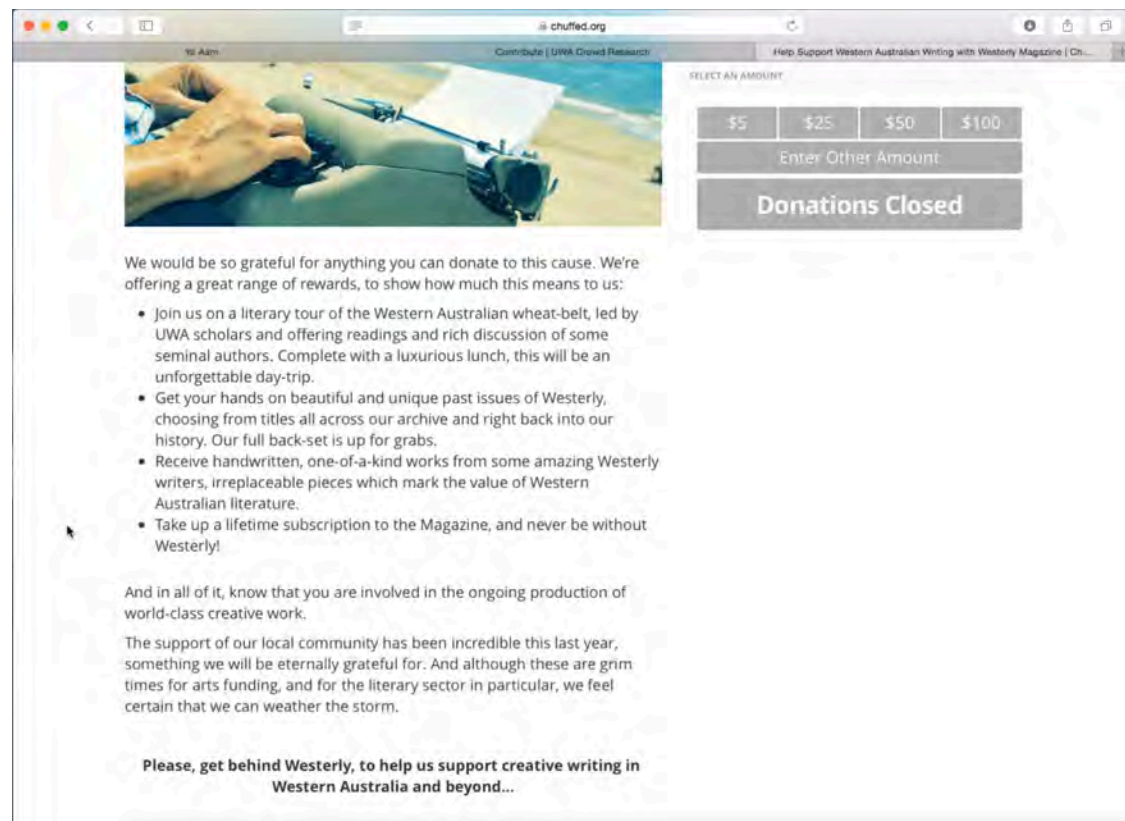 chuffed.org
Contribute | UWA Crowd Research
Help Support Western Australian Writing with Westerly Magazine | Ch...
SELECT AN AMOUNT
$5 $25 $50 $100
Enter Other Amount
Donations Closed
We would be so grateful for anything you can donate to this cause. We're
offering a great range of rewards, to show how much this means to us:
• Join us on a literary tour of the Western Australian wheat-belt, led by
UWA scholars and offering readings and rich discussion of some
seminal authors. Complete with a luxurious lunch, this will be an
unforgettable day-trip.
• Get your hands on beautiful and unique past issues of Westerly,
choosing from titles all across our archive and right back into our
history. Our full back-set is up for grabs.
• Receive handwritten, one-of-a-kind works from some amazing Westerly
writers, irreplaceable pieces which mark the value of Western
Australian literature.
• Take up a lifetime subscription to the Magazine, and never be without
Westerly!
And in all of it, know that you are involved in the ongoing production of
world-class creative work.
The support of our local community has been incredible this last year,
something we will be eternally grateful for. And although these are grim
times for arts funding, and for the literary sector in particular, we feel
certain that we can weather the storm.
Please, get behind Westerly, to help us support creative writing in
Western Australia and beyond...